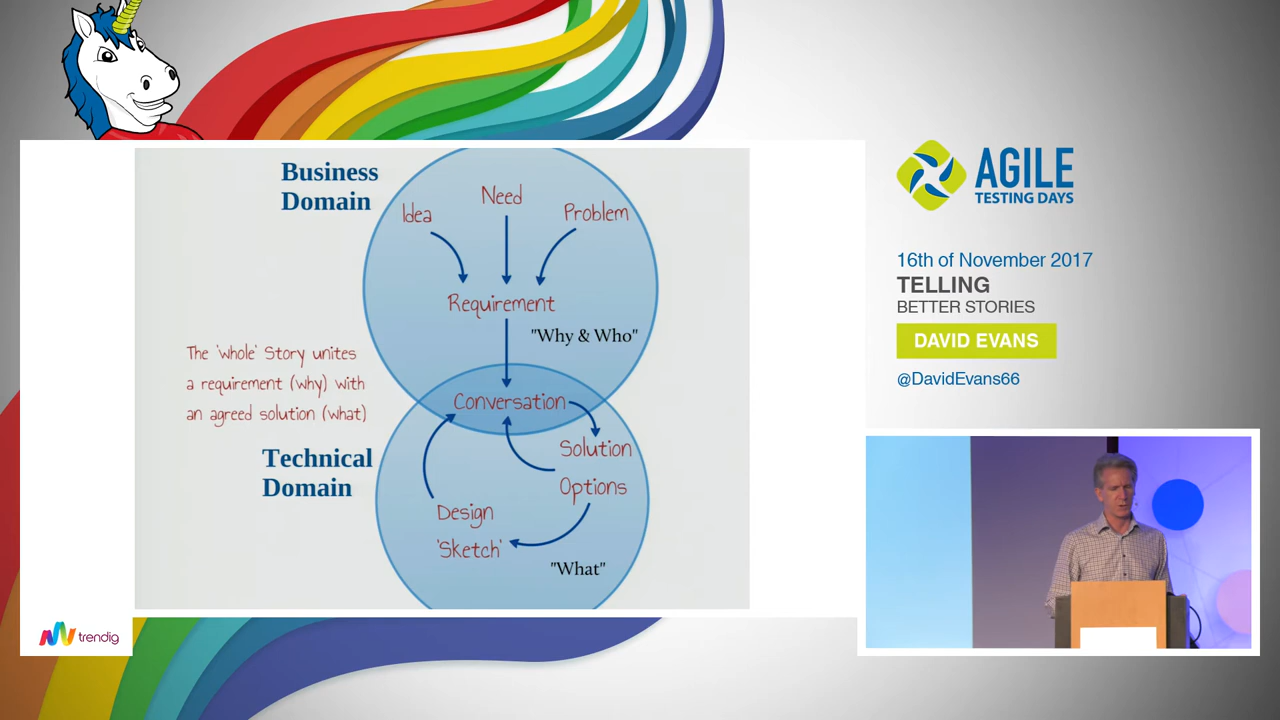 Business
Domain
Idea
Need
Problem
Requirement
"Why & Who"
The 'whole' Story unites
a requirement (why) with
an agreed solution (what)
Conversation
Technical
Domain
Solution
Options
Design
'Sketch'
"What"
trendig
AGILE
TESTING DAYS
16th of November 2017
TELLING
BETTER STORIES
DAVID EVANS
@DavidEvans66